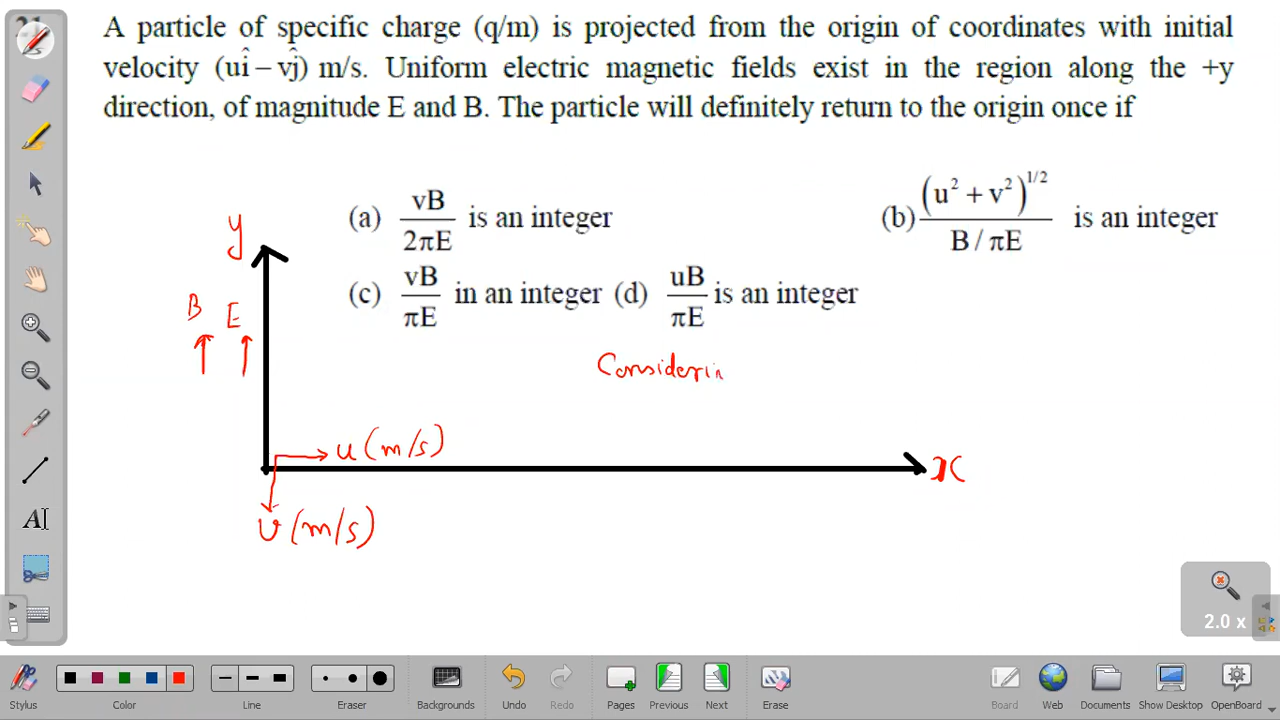 A particle of specific charge (q/m) is projected from the origin of coordinates with initial
velocity (uî – vĵ) m/s. Uniform electric magnetic fields exist in the region along the +y
direction, of magnitude E and B. The particle will definitely return to the origin once if
(a) vB/2πE is an integer
(b) (u² + v²)^1/2 / B / πE is an integer
(c) vB/πE in an integer (d) uB/πE is an integer
y
B E
Considerin
u (m/s)
x
v (m/s)
2.0 x
Stylus
Color
Line
Eraser
Backgrounds
Undo
Redo
Pages
Previous
Next
Erase
Board
Web
Documents
Show Desktop
OpenBoard